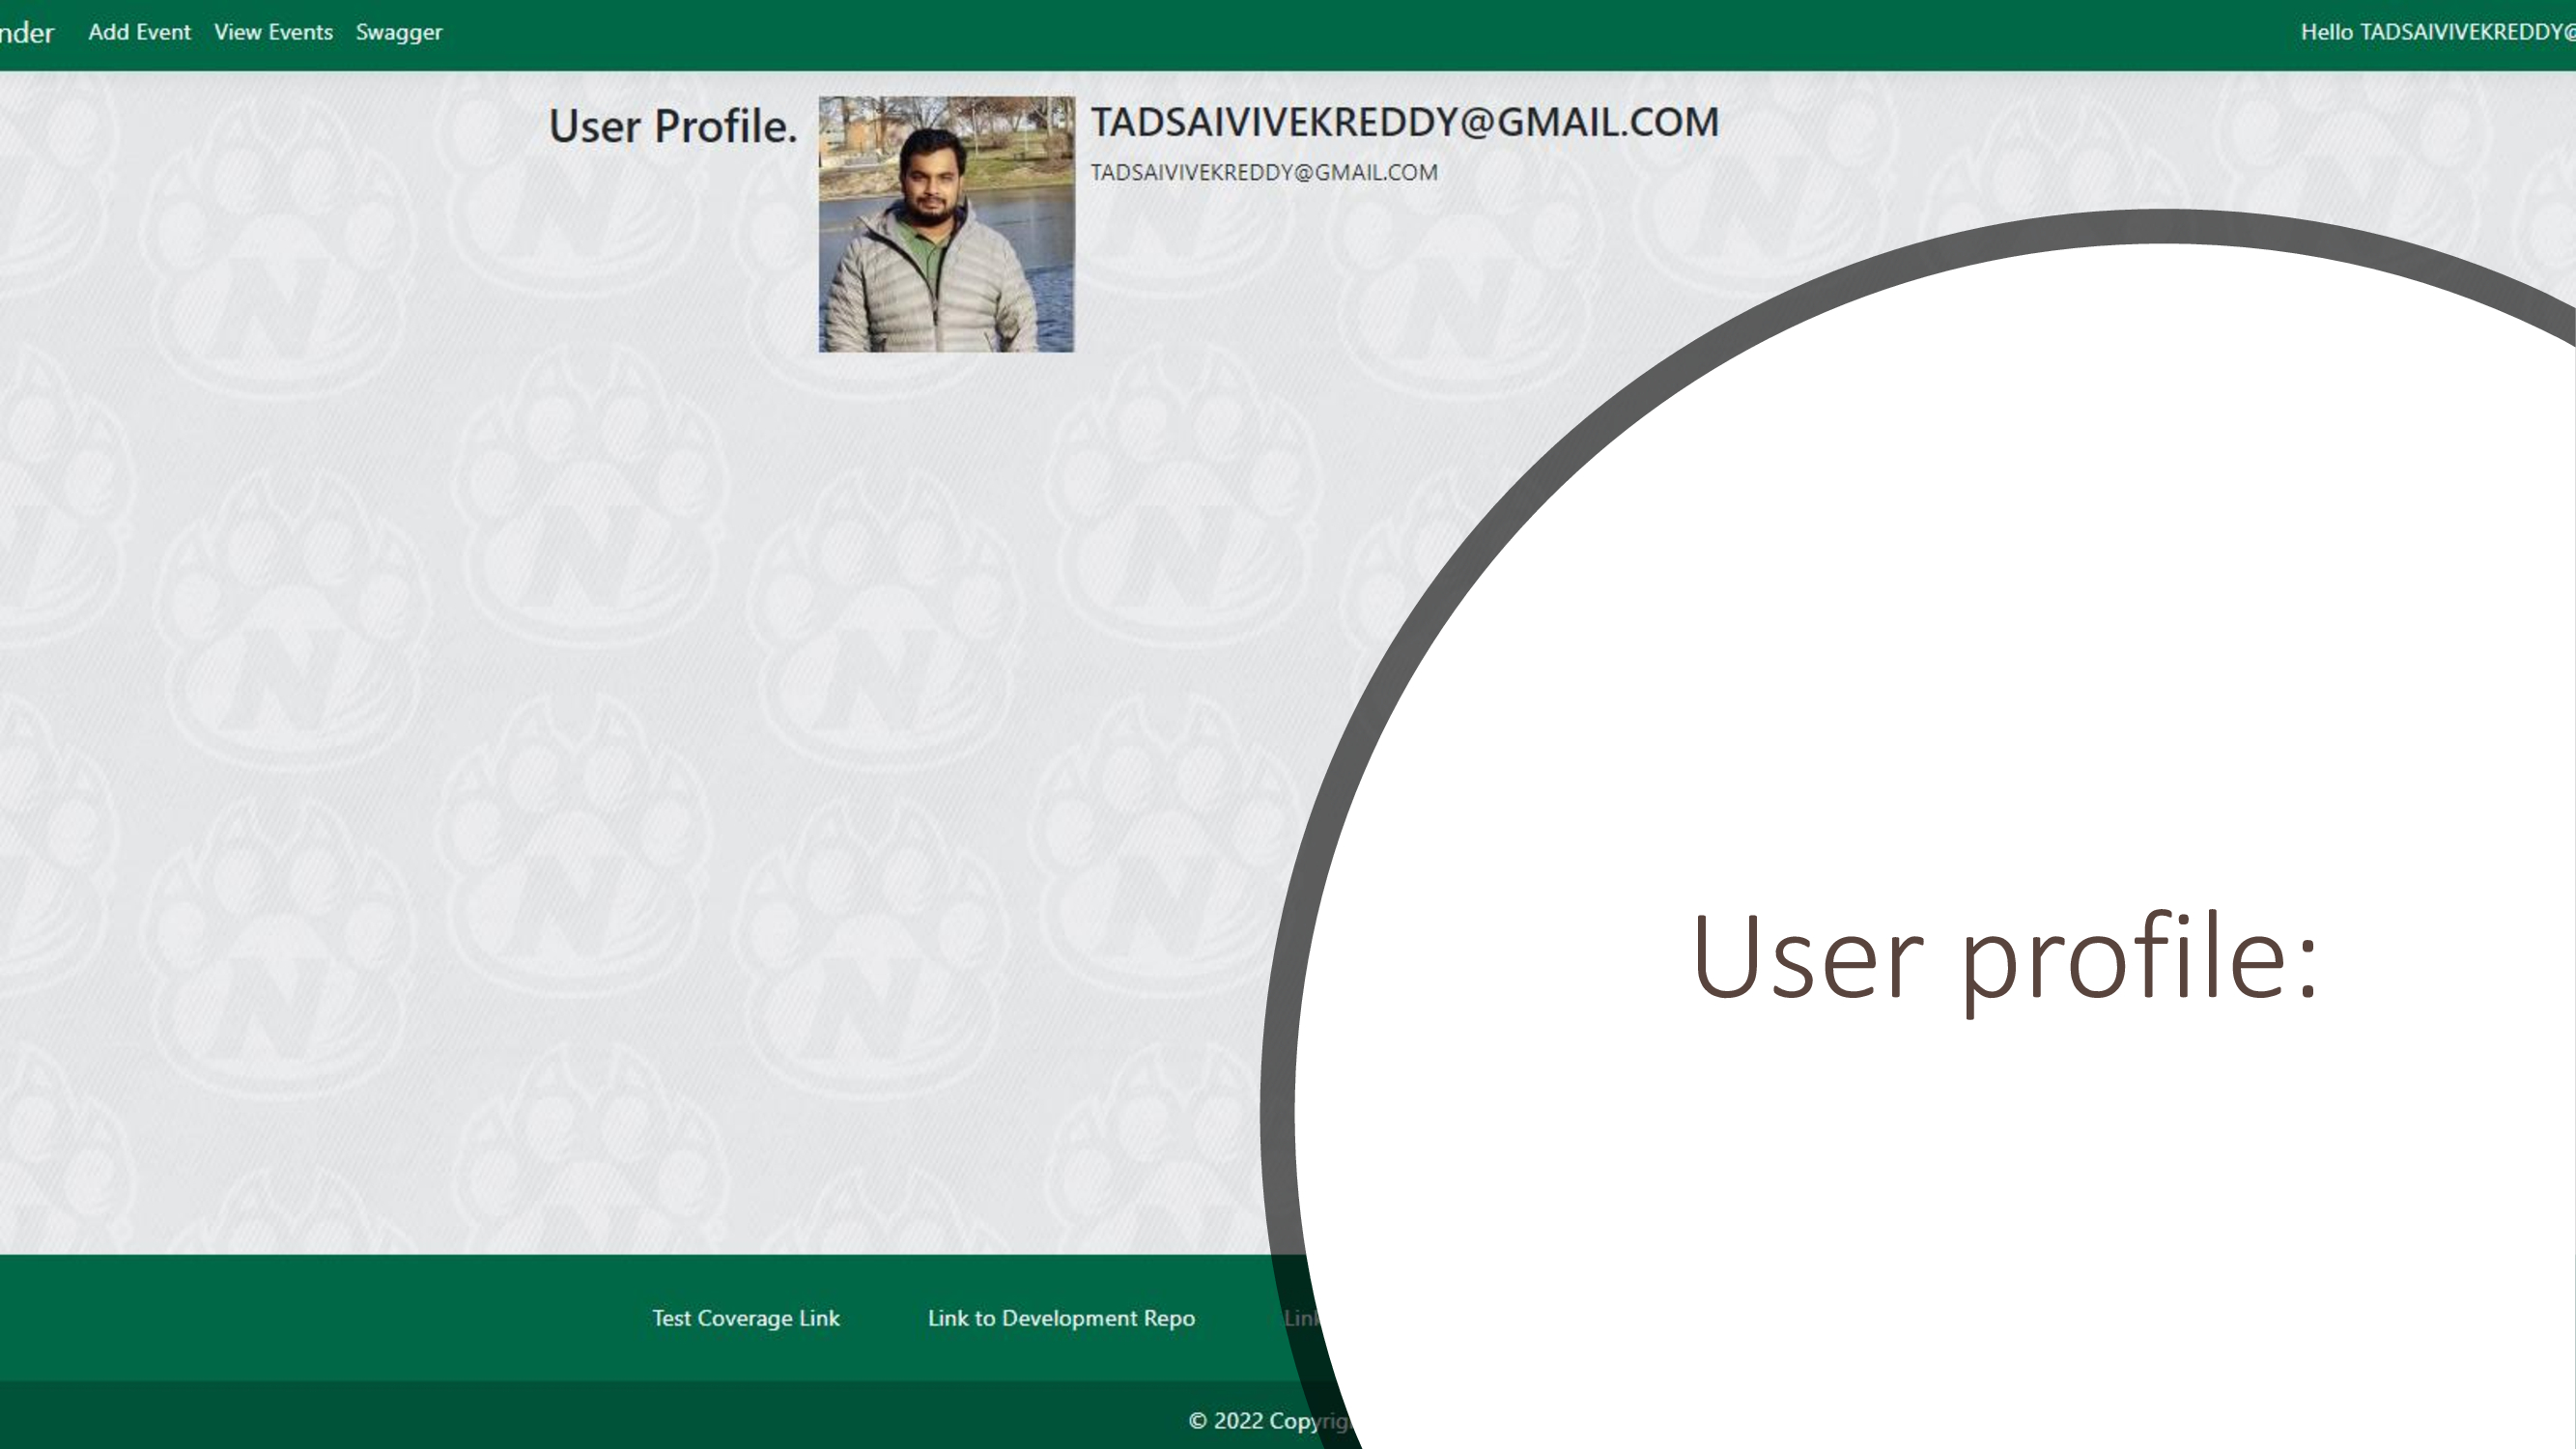 nder Add Event View Events Swagger Hello TADSAIVIVEKREDDY@
User Profile. TADSAIVIVEKREDDY@GMAIL.COM
TADSAIVIVEKREDDY@GMAIL.COM
User profile:
Test Coverage Link Link to Development Repo Link
© 2022 Copyrig